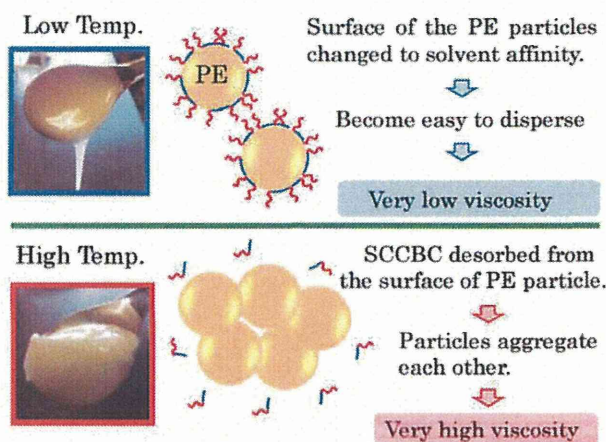 Low Temp.
PE
Surface of the PE particles
changed to solvent affinity.
Become easy to disperse
Very low viscosity
High Temp.
SCCBC desorbed from
the surface of PE particle.
Particles aggregate
each other.
Very high viscosity